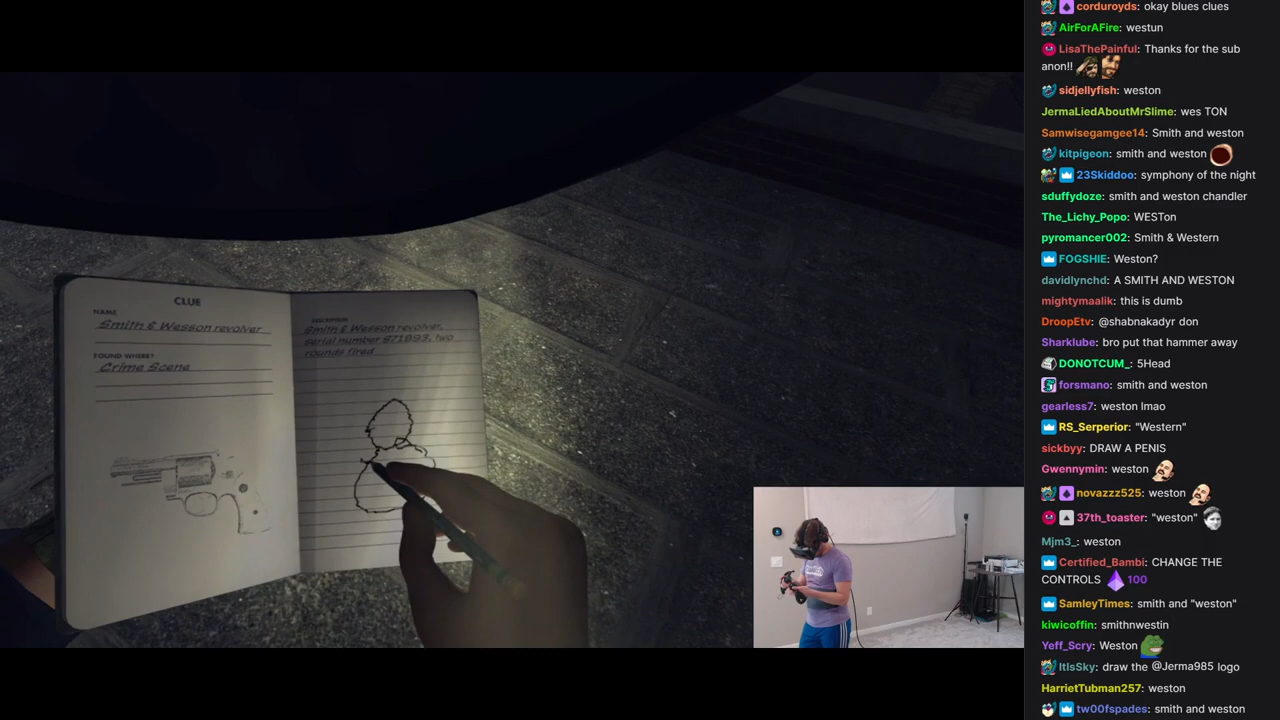 CLUE
NAME
Smith & Wesson revolver
FOUND WHERE?
Crime Scene
DESCRIPTION
Smith & Wesson revolver,
serial number S71B93, two
rounds fired
corduroyds: okay blues clues
AirForAFire: westun
LisaThePainful: Thanks for the sub
anon!!
sidjellyfish: weston
JermaLiedAboutMrSlime: wes TON
Samwisegamgee14: Smith and weston
kitpigeon: smith and weston
23Skiddoo: symphony of the night
sduffydoze: smith and weston chandler
The_Lichy_Popo: WESTon
pyromancer002: Smith & Western
FOGSHIE: Weston?
davidlynchd: A SMITH AND WESTON
mightymaalik: this is dumb
DroopEtv: @shabnakadyr don
Sharklube: bro put that hammer away
DONOTCUM_: 5Head
forsmano: smith and weston
gearless7: weston lmao
RS_Serperior: "Western"
sickbyy: DRAW A PENIS
Gwennymin: weston
novazzz525: weston
37th_toaster: "weston"
Mjm3_: weston
Certified_Bambi: CHANGE THE
CONTROLS 100
SamleyTimes: smith and "weston"
kiwicoffin: smithnwestin
Yeff_Scry: Weston
ItIsSky: draw the @Jerma985 logo
HarrietTubman257: weston
tw00fspades: smith and weston